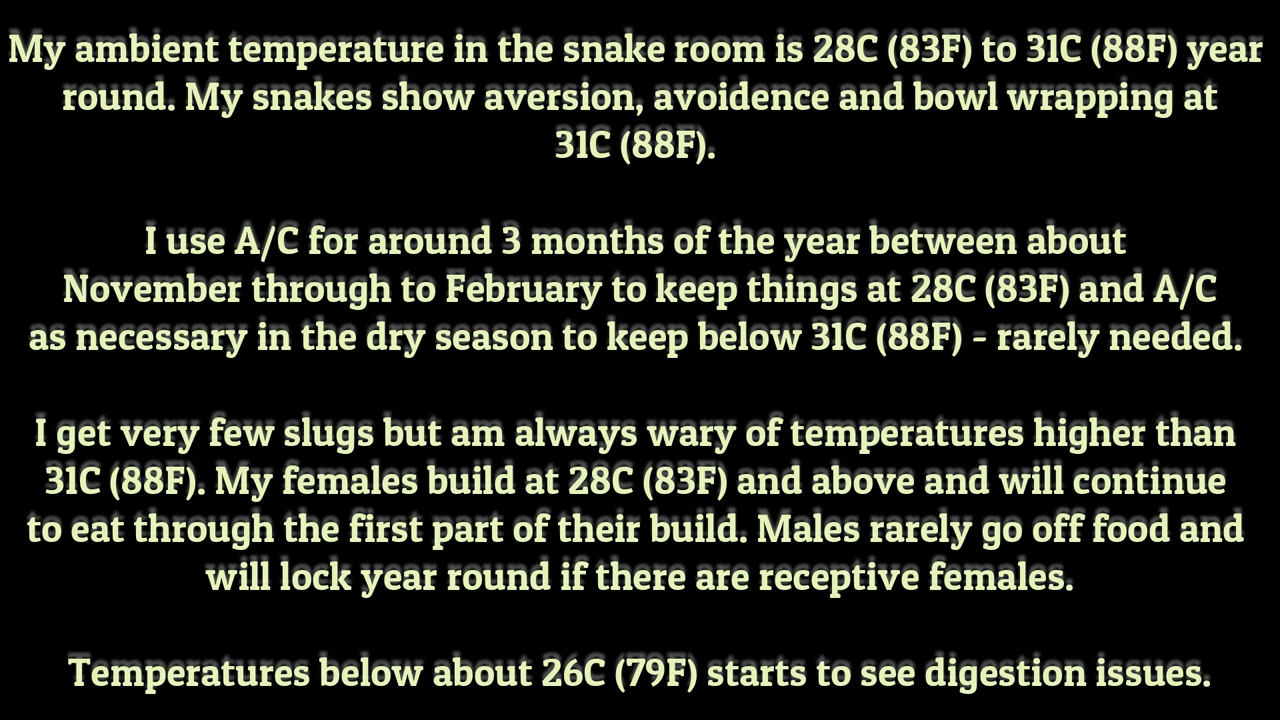 My ambient temperature in the snake room is 28C (83F) to 31C (88F) year
round. My snakes show aversion, avoidence and bowl wrapping at
31C (88F).
I use A/C for around 3 months of the year between about
November through to February to keep things at 28C (83F) and A/C
as necessary in the dry season to keep below 31C (88F) - rarely needed.
I get very few slugs but am always wary of temperatures higher than
31C (88F). My females build at 28C (83F) and above and will continue
to eat through the first part of their build. Males rarely go off food and
will lock year round if there are receptive females.
Temperatures below about 26C (79F) starts to see digestion issues.